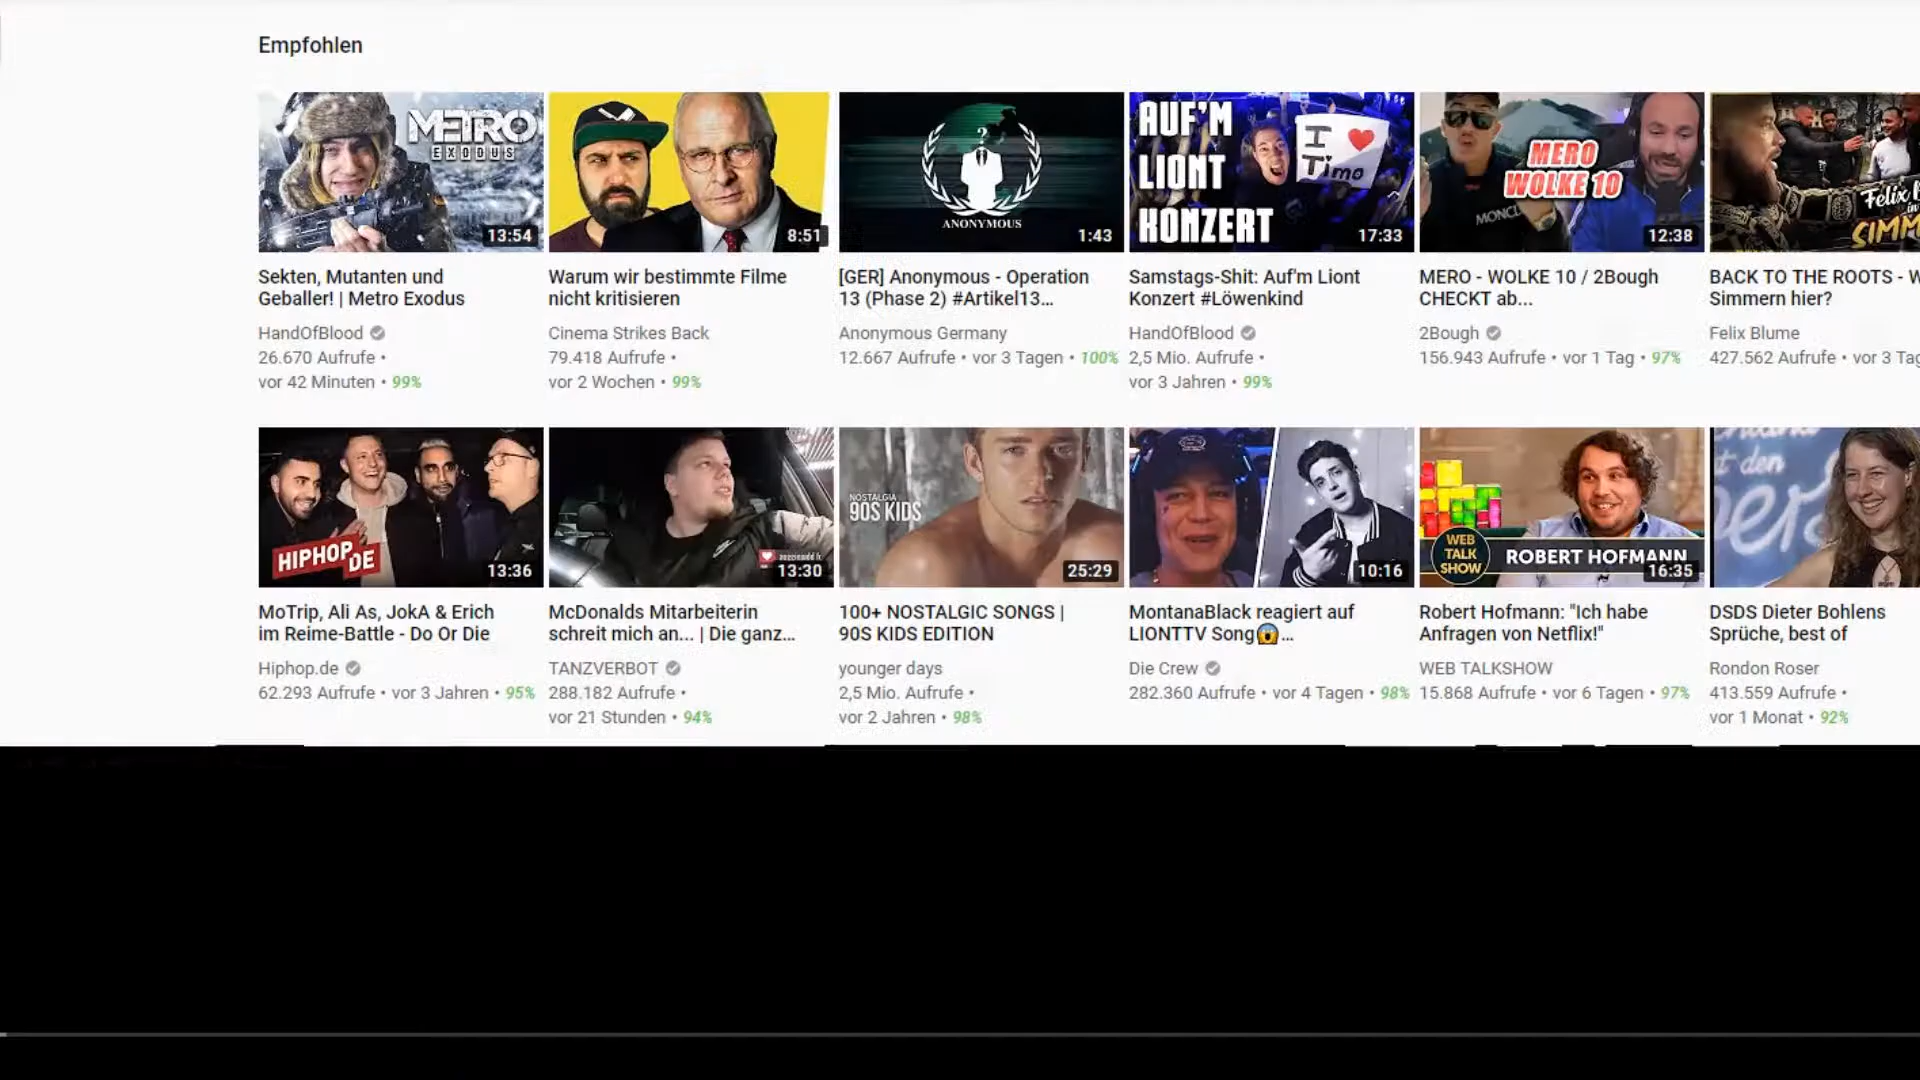 Empfohlen
METRO
EXODUS
13:54
8:51
?
ANONYMOUS
1:43
AUF'M
LIONT
KONZERT
I ❤
Timo
17:33
MERO
WOLKE 10
12:38
Felix
in
SIMM
Sekten, Mutanten und
Geballer! | Metro Exodus
HandOfBlood
26.670 Aufrufe •
vor 42 Minuten • 99%
Warum wir bestimmte Filme
nicht kritisieren
Cinema Strikes Back
79.418 Aufrufe •
vor 2 Wochen • 99%
[GER] Anonymous - Operation
13 (Phase 2) #Artikel13...
Anonymous Germany
12.667 Aufrufe • vor 3 Tagen • 100%
Samstags-Shit: Auf'm Liont
Konzert #Löwenkind
HandOfBlood
2,5 Mio. Aufrufe •
vor 3 Jahren • 99%
MERO - WOLKE 10 / 2Bough
CHECKT ab...
2Bough
156.943 Aufrufe • vor 1 Tag • 97%
BACK TO THE ROOTS - W
Simmern hier?
Felix Blume
427.562 Aufrufe • vor 3 Tag
HIPHOP.DE
13:36
13:30
NOSTALGIA
90S KIDS
25:29
10:16
WEB
TALK
SHOW
ROBERT HOFMANN
16:35
t den
MoTrip, Ali As, JokA & Erich
im Reime-Battle - Do Or Die
Hiphop.de
62.293 Aufrufe • vor 3 Jahren • 95%
McDonalds Mitarbeiterin
schreit mich an... | Die ganz...
TANZVERBOT
288.182 Aufrufe •
vor 21 Stunden • 94%
100+ NOSTALGIC SONGS |
90S KIDS EDITION
younger days
2,5 Mio. Aufrufe •
vor 2 Jahren • 98%
MontanaBlack reagiert auf
LIONTTV Song😱...
Die Crew
282.360 Aufrufe • vor 4 Tagen • 98%
Robert Hofmann: "Ich habe
Anfragen von Netflix!"
WEB TALKSHOW
15.868 Aufrufe • vor 6 Tagen • 97%
DSDS Dieter Bohlens
Sprüche, best of
Rondon Roser
413.559 Aufrufe •
vor 1 Monat • 92%